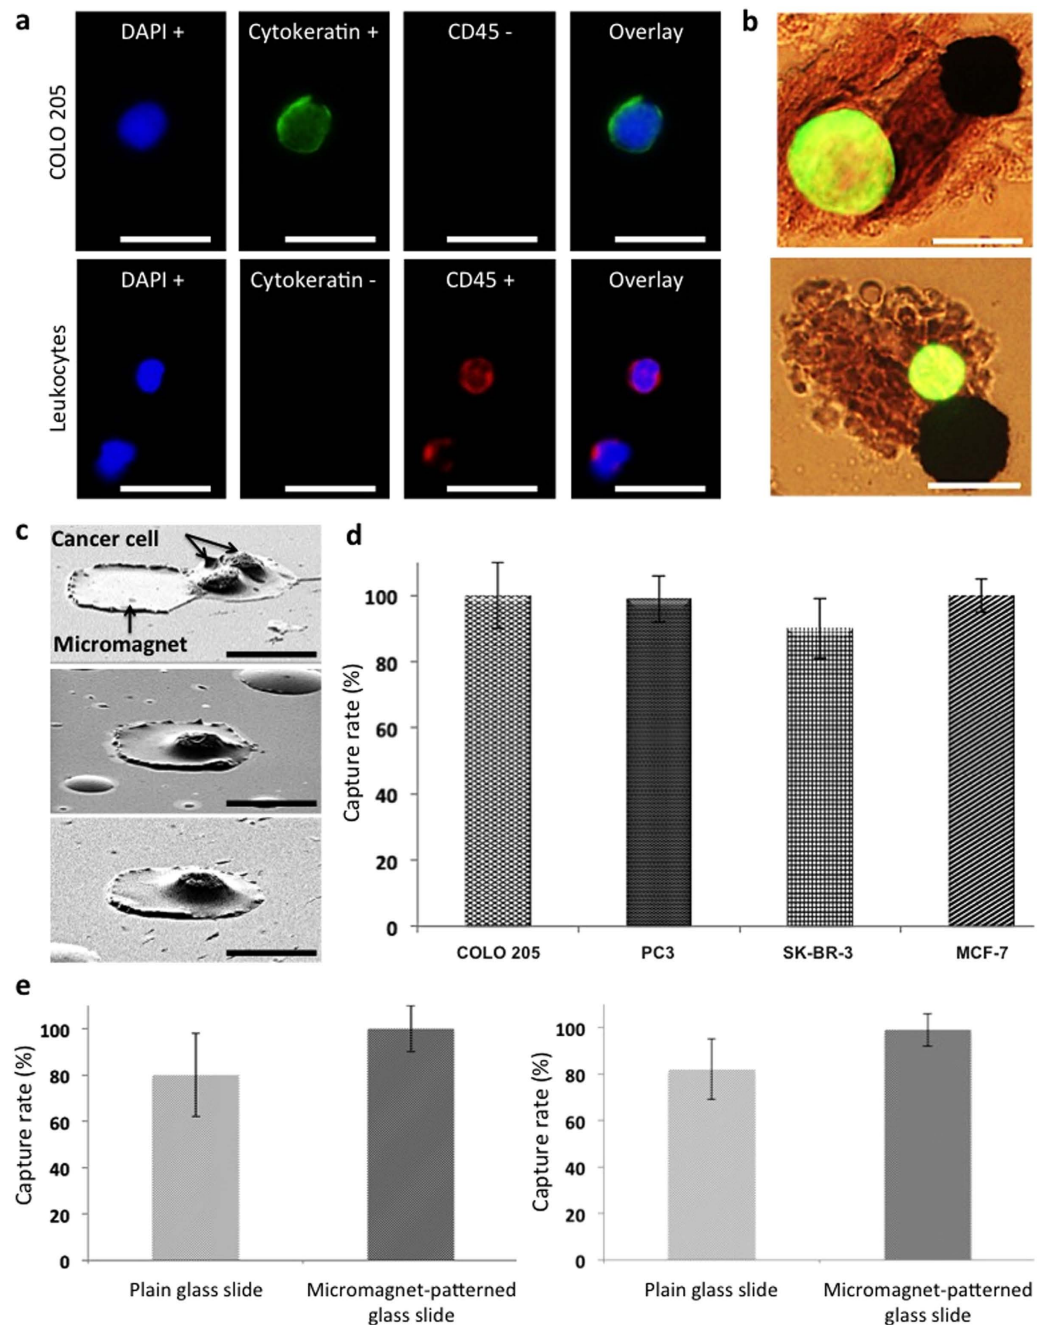 a
DAPI +
Cytokeratin +
CD45 -
Overlay
COLO 205
DAPI +
Cytokeratin -
CD45 +
Overlay
Leukocytes
b
c
Cancer cell
Micromagnet
d
Capture rate (%)
100
80
60
40
20
0
COLO 205
PC3
SK-BR-3
MCF-7
e
Capture rate (%)
100
80
60
40
20
0
Plain glass slide
Micromagnet-patterned
glass slide
Capture rate (%)
100
80
60
40
20
0
Plain glass slide
Micromagnet-patterned
glass slide